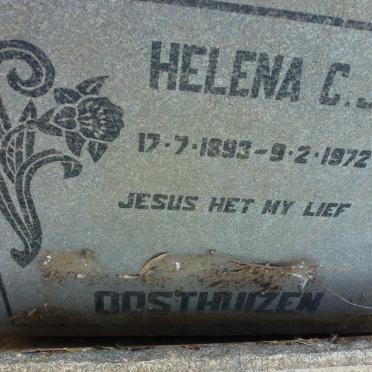 HELENA C.J
17·7·1893–9·2·1972
JESUS HET MY LIEF
OOSTHUIZEN